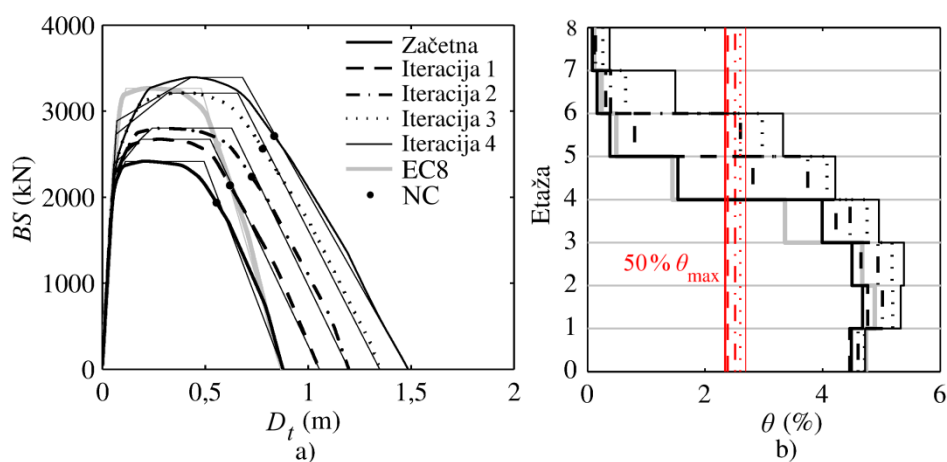 4000
3000
2000
1000
0
BS (kN)
0
0,5
1
1,5
2
D_t (m)
a)
Začetna
Iteracija 1
Iteracija 2
Iteracija 3
Iteracija 4
EC8
NC
8
7
6
5
4
3
2
1
0
Etaža
50% θmax
0
2
4
6
θ (%)
b)